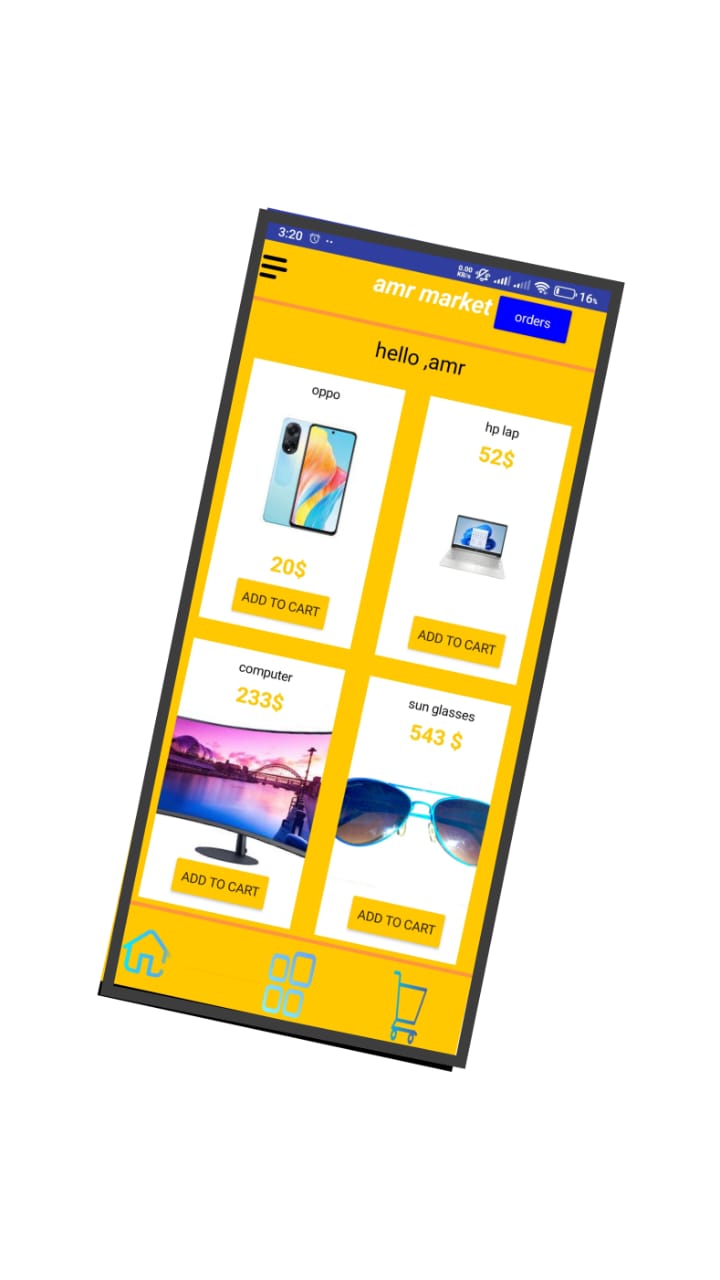 3:20
0.00
KB/s
16%
amr market
orders
hello ,amr
oppo
20$
ADD TO CART
hp lap
52$
ADD TO CART
computer
233$
ADD TO CART
sun glasses
543 $
ADD TO CART